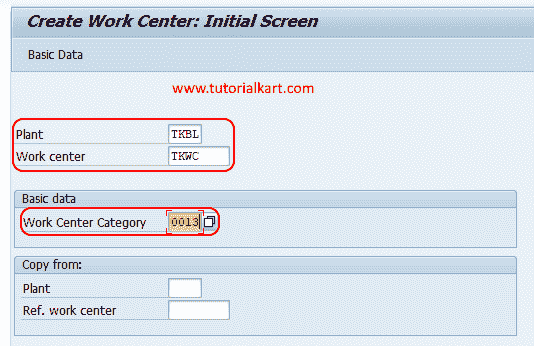 Create Work Center: Initial Screen
Basic Data
www.tutorialkart.com
Plant TKBL
Work center TKWC
Basic data
Work Center Category 0013
Copy from:
Plant
Ref. work center